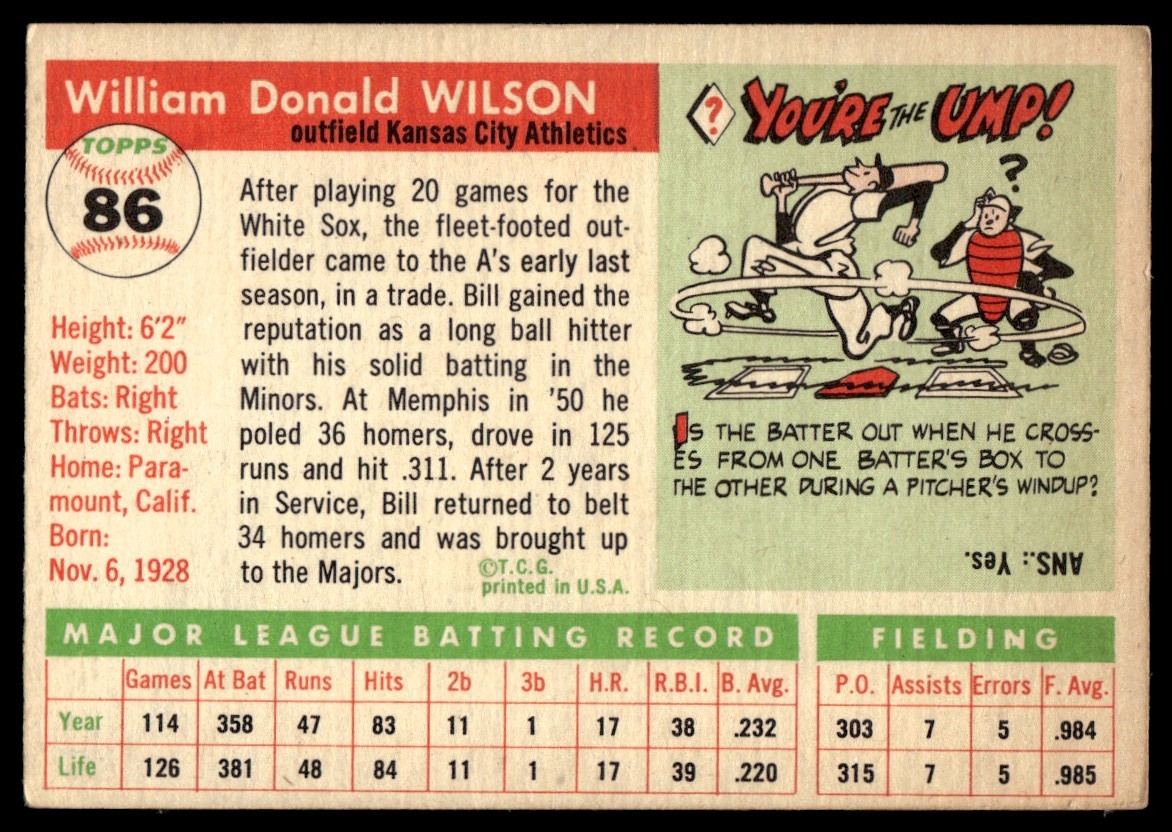 William Donald WILSON
outfield Kansas City Athletics
TOPPS
86
Height: 6'2"
Weight: 200
Bats: Right
Throws: Right
Home: Para-
mount, Calif.
Born:
Nov. 6, 1928
After playing 20 games for the
White Sox, the fleet-footed out-
fielder came to the A's early last
season, in a trade. Bill gained the
reputation as a long ball hitter
with his solid batting in the
Minors. At Memphis in '50 he
poled 36 homers, drove in 125
runs and hit .311. After 2 years
in Service, Bill returned to belt
34 homers and was brought up
to the Majors.
©T.C.G.
printed in U.S.A.
? YOU'RE THE UMP!
?
IS THE BATTER OUT WHEN HE CROSS-
ES FROM ONE BATTER'S BOX TO
THE OTHER DURING A PITCHER'S WINDUP?
ANS.: Yes.
MAJOR LEAGUE BATTING RECORD
Games At Bat Runs Hits 2b 3b H.R. R.B.I. B. Avg.
Year 114 358 47 83 11 1 17 38 .232
Life 126 381 48 84 11 1 17 39 .220
FIELDING
P.O. Assists Errors F. Avg.
303 7 5 .984
315 7 5 .985